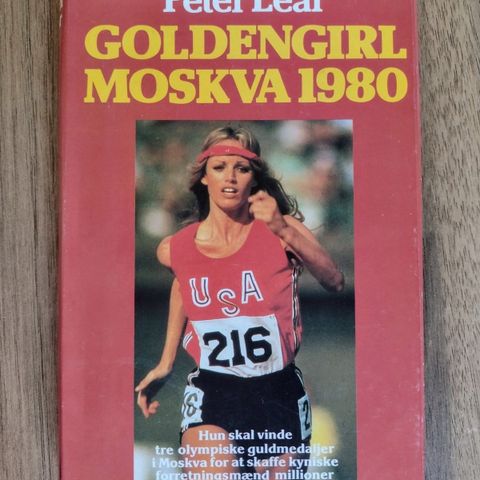 Peter Lear
GOLDENGIRL
MOSKVA 1980
USA
216
Hun skal vinde
tre olympiske guldmedaljer
i Moskva for at skaffe kyniske
forretningsmænd millioner